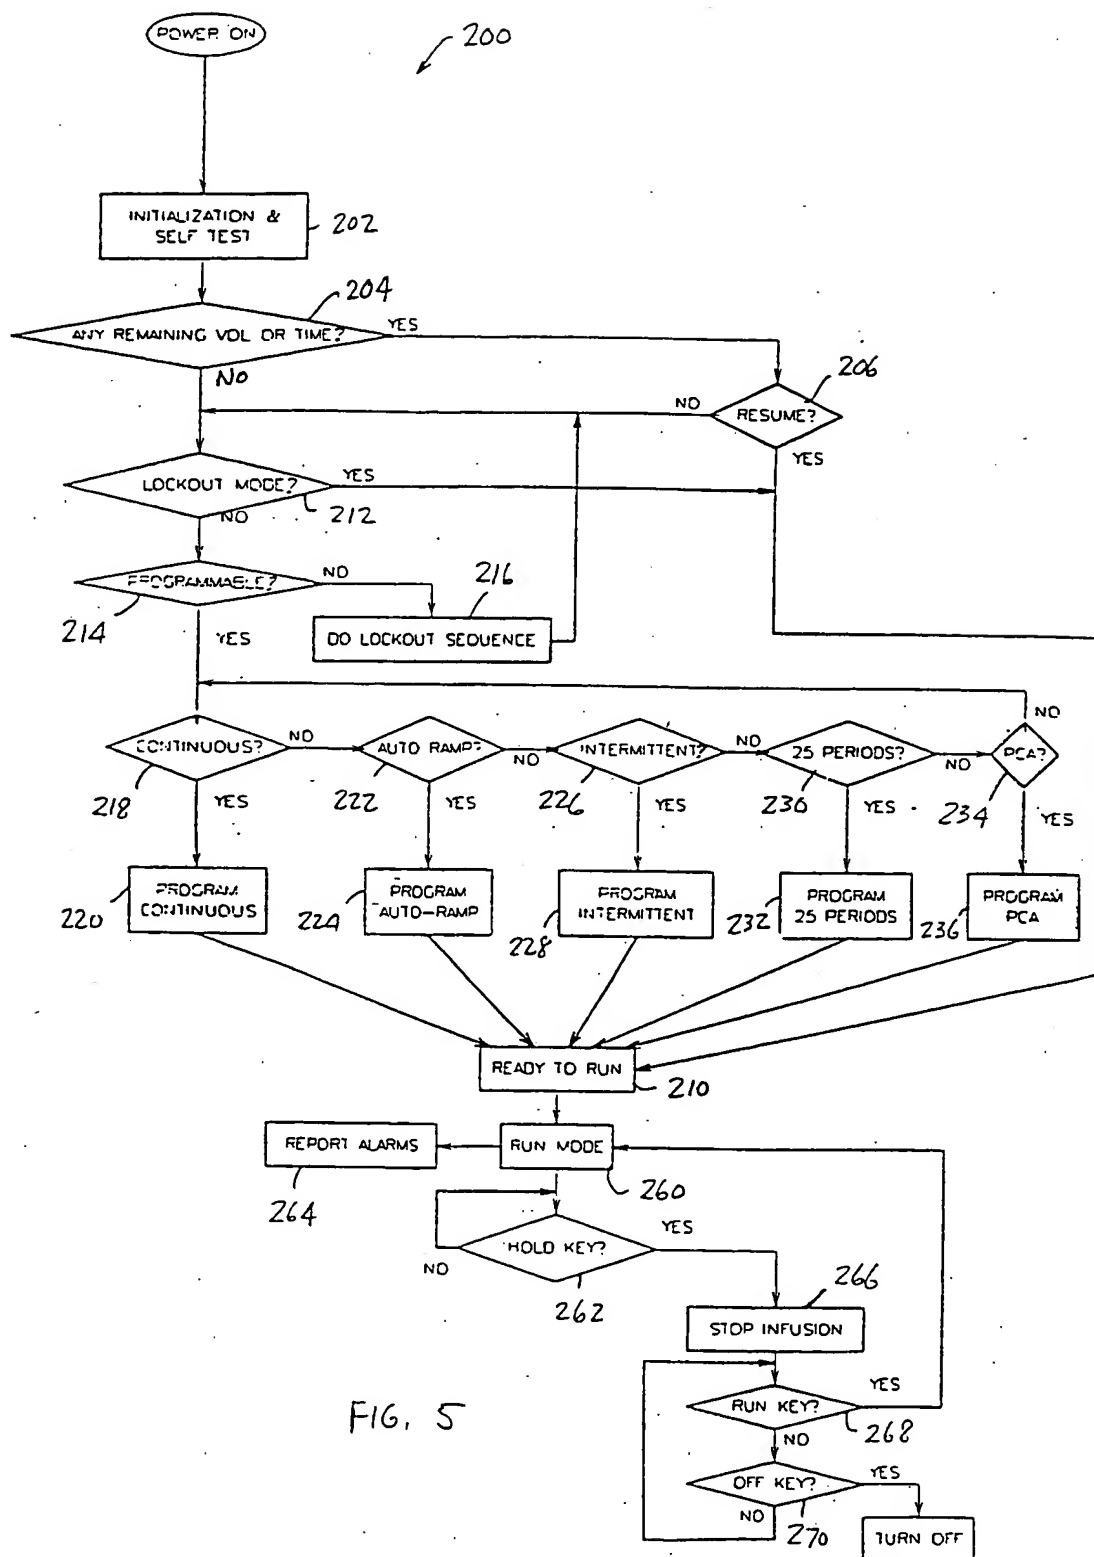 POWER ON
200
INITIALIZATION &
SELF TEST
202
204
ANY REMAINING VOL OR TIME?
YES
NO
206
NO
RESUME?
YES
LOCKOUT MODE?
YES
NO
212
PROGRAMMABLE?
NO
216
214
YES
DO LOCKOUT SEQUENCE
NO
CONTINUOUS?
NO
AUTO RAMP?
NO
INTERMITTENT?
NO
25 PERIODS?
NO
PCA?
218
YES
222
YES
226
YES
230
YES
234
YES
PROGRAM
CONTINUOUS
220
PROGRAM
AUTO-RAMP
224
PROGRAM
INTERMITTENT
228
PROGRAM
25 PERIODS
232
PROGRAM
PCA
236
READY TO RUN
210
REPORT ALARMS
RUN MODE
264
260
HOLD KEY?
YES
NO
262
266
STOP INFUSION
RUN KEY?
YES
268
NO
FIG. 5
OFF KEY?
YES
NO
270
TURN OFF